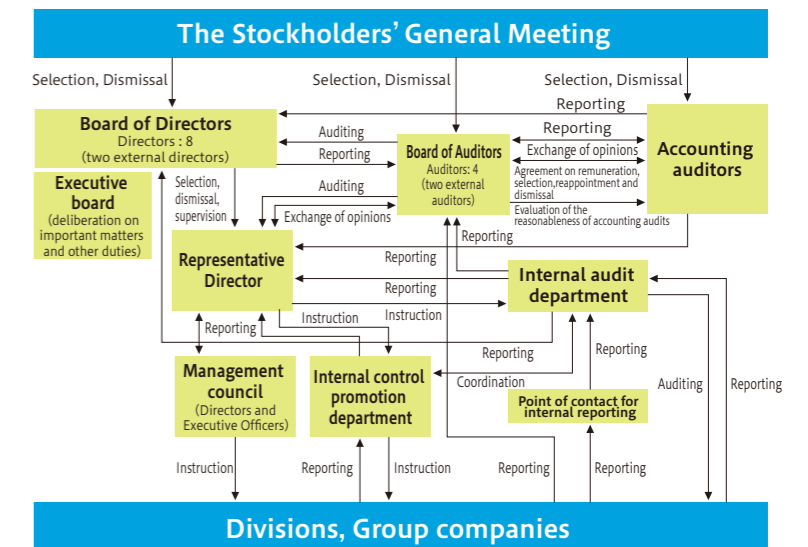 The Stockholders’ General Meeting
Selection, Dismissal
Selection, Dismissal
Selection, Dismissal
Board of Directors
Directors : 8
(two external directors)
Executive
board
(deliberation on
important matters
and other duties)
Auditing
Reporting
Board of Auditors
Auditors: 4
(two external
auditors)
Reporting
Reporting
Exchange of opinions
Agreement on remuneration,
selection,reappointment and
dismissal
Evaluation of the
reasonableness of accounting audits
Accounting
auditors
Selection,
dismissal,
supervision
Auditing
Exchange of opinions
Representative
Director
Reporting
Reporting
Reporting
Instruction
Internal audit
department
Reporting
Instruction
Management
council
(Directors and
Executive Officers)
Internal control
promotion
department
Reporting
Coordination
Reporting
Point of contact for
internal reporting
Auditing
Reporting
Instruction
Reporting
Instruction
Reporting
Reporting
Divisions, Group companies